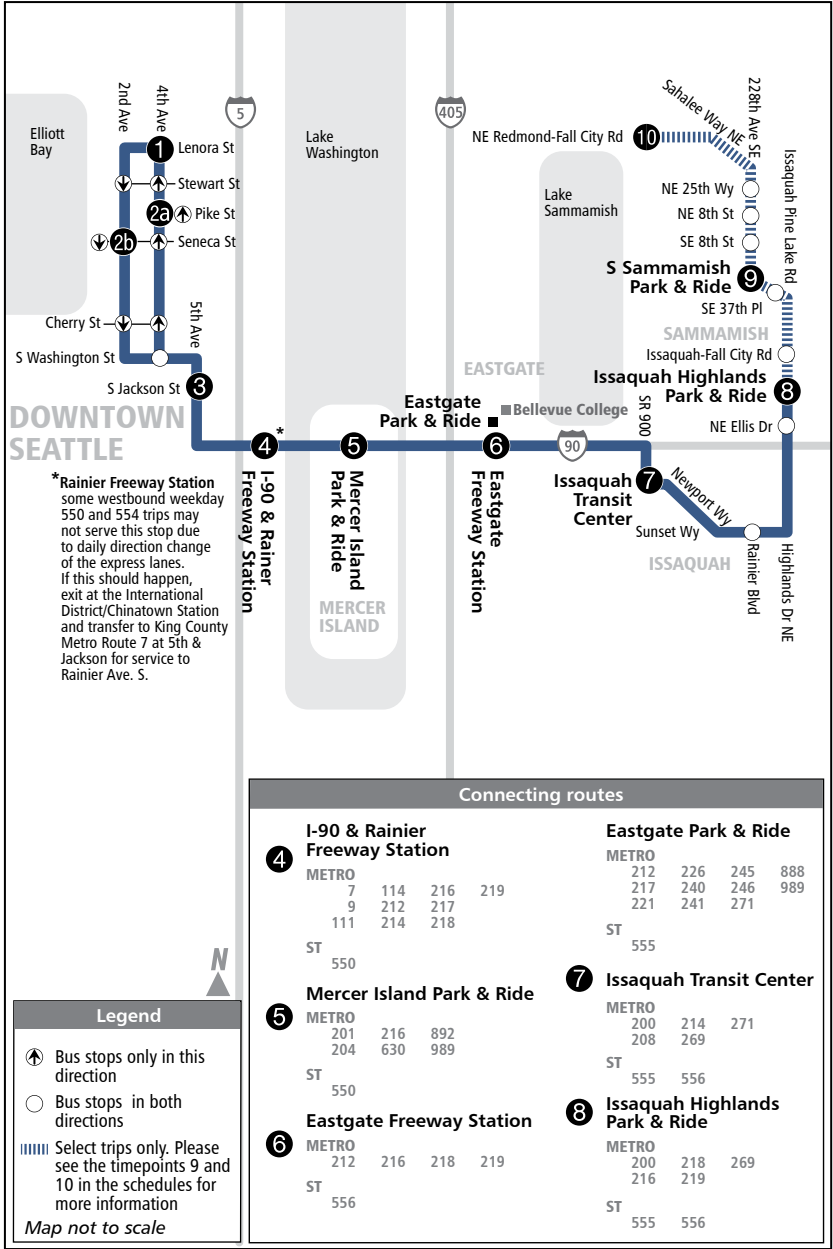 2nd Ave
4th Ave
5
405
Sahalee Way NE
228th Ave SE
Elliott
Bay
1 Lenora St
Lake
Washington
NE Redmond-Fall City Rd 10
Issaquah Pine Lake Rd
Stewart St
NE 25th Wy
2a Pike St
Lake
Sammamish
NE 8th St
2b Seneca St
SE 8th St
S Sammamish
Park & Ride 9
5th Ave
SE 37th Pl
Cherry St
SAMMAMISH
S Washington St
Issaquah-Fall City Rd
EASTGATE
S Jackson St 3
Issaquah Highlands
Park & Ride 8
DOWNTOWN
SEATTLE
Eastgate
Park & Ride
Bellevue College
SR 900
NE Ellis Dr
4 *
5
6
90
I-90 & Rainer
Freeway Station
Mercer Island
Park & Ride
Eastgate
Freeway Station
Issaquah
Transit
Center
7
Newport Wy
Sunset Wy
ISSAQUAH
Rainier Blvd
Highlands Dr NE
MERCER
ISLAND
*Rainier Freeway Station
some westbound weekday
550 and 554 trips may
not serve this stop due
to daily direction change
of the express lanes.
If this should happen,
exit at the International
District/Chinatown Station
and transfer to King County
Metro Route 7 at 5th &
Jackson for service to
Rainier Ave. S.
N
Legend
Bus stops only in this
direction
Bus stops in both
directions
Select trips only. Please
see the timepoints 9 and
10 in the schedules for
more information
Map not to scale
Connecting routes
4
I-90 & Rainier
Freeway Station
METRO
7 114 216 219
9 212 217
111 214 218
ST
550
5
Mercer Island Park & Ride
METRO
201 216 892
204 630 989
ST
550
6
Eastgate Freeway Station
METRO
212 216 218 219
ST
556
Eastgate Park & Ride
METRO
212 226 245 888
217 240 246 989
221 241 271
ST
555
7
Issaquah Transit Center
METRO
200 214 271
208 269
ST
555 556
8
Issaquah Highlands
Park & Ride
METRO
200 218 269
216 219
ST
555 556